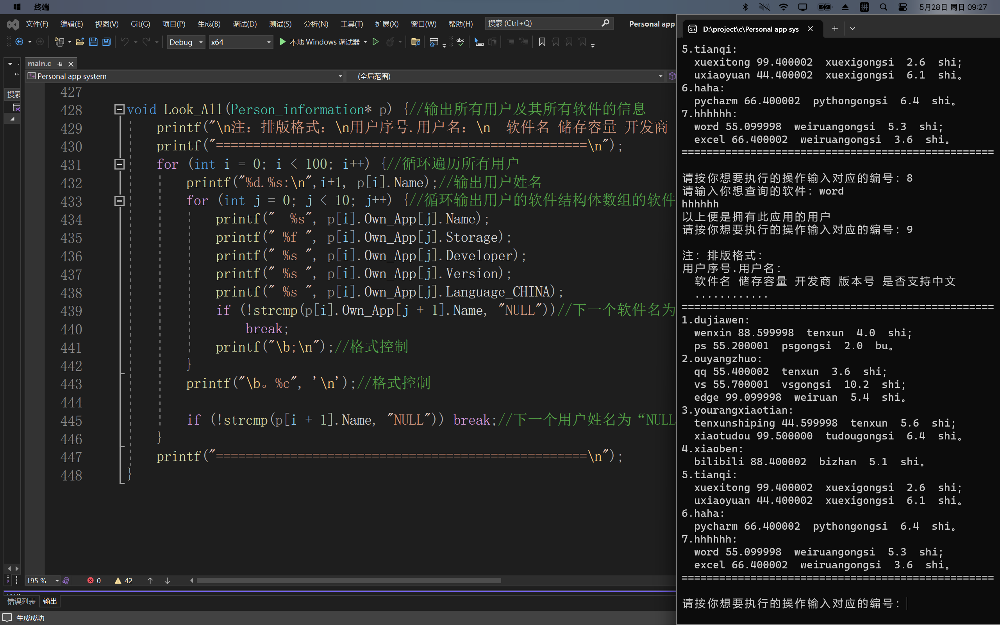 终端
5月28日 周日 09:27
文件(F) 编辑(E) 视图(V) Git(G) 项目(P) 生成(B) 调试(D) 测试(S) 分析(N) 工具(T) 扩展(X) 窗口(W) 帮助(H) 搜索 (Ctrl+Q) Personal app
Debug x64 本地 Windows 调试器
main.c
搜索
Personal app system (全局范围)
427
428 void Look_All(Person_information* p) {//输出所有用户及其所有软件的信息
429 printf("\n注：排版格式：\n用户序号.用户名：\n  软件名 储存容量 开发商
430 printf("==================================================\n");
431 for (int i = 0; i < 100; i++) {//循环遍历所有用户
432 printf("%d.%s:\n",i+1, p[i].Name);//输出用户姓名
433 for (int j = 0; j < 10; j++) {//循环输出用户的软件结构体数组的软件
434 printf("  %s", p[i].Own_App[j].Name);
435 printf(" %f ", p[i].Own_App[j].Storage);
436 printf(" %s ", p[i].Own_App[j].Developer);
437 printf(" %s ", p[i].Own_App[j].Version);
438 printf(" %s ", p[i].Own_App[j].Language_CHINA);
439 if (!strcmp(p[i].Own_App[j + 1].Name, "NULL"))//下一个软件名为
440 break;
441 printf("\b;\n");//格式控制
442 }
443 printf("\b。%c", '\n');//格式控制
444
445 if (!strcmp(p[i + 1].Name, "NULL")) break;//下一个用户姓名为“NULL
446 }
447 printf("==================================================\n");
448 }
195 % 0 42
错误列表 输出
生成成功
D:\project\c\Personal app sys
5.tianqi:
xuexitong 99.400002  xuexigongsi  2.6  shi;
uxiaoyuan 44.400002  xuexigongsi  6.1  shi。
6.haha:
pycharm 66.400002  pythongongsi  6.4  shi。
7.hhhhhh:
word 55.099998  weiruangongsi  5.3  shi;
excel 66.400002  weiruangongsi  3.6  shi。
==================================================
请按你想要执行的操作输入对应的编号：8
请输入你想查询的软件：word
hhhhhh
以上便是拥有此应用的用户
请按你想要执行的操作输入对应的编号：9
注：排版格式：
用户序号.用户名：
软件名 储存容量 开发商 版本号 是否支持中文
............
==================================================
1.dujiawen:
wenxin 88.599998  tenxun  4.0  shi;
ps 55.200001  psgongsi  2.0  bu。
2.ouyangzhuo:
qq 55.400002  tenxun  3.6  shi;
vs 55.700001  vsgongsi  10.2  shi;
edge 99.099998  weiruan  5.4  shi。
3.yourangxiaotian:
tenxunshiping 44.599998  tenxun  5.6  shi;
xiaotudou 99.500000  tudougongsi  6.4  shi。
4.xiaoben:
bilibili 88.400002  bizhan  5.1  shi。
5.tianqi:
xuexitong 99.400002  xuexigongsi  2.6  shi;
uxiaoyuan 44.400002  xuexigongsi  6.1  shi。
6.haha:
pycharm 66.400002  pythongongsi  6.4  shi。
7.hhhhhh:
word 55.099998  weiruangongsi  5.3  shi;
excel 66.400002  weiruangongsi  3.6  shi。
==================================================
请按你想要执行的操作输入对应的编号：